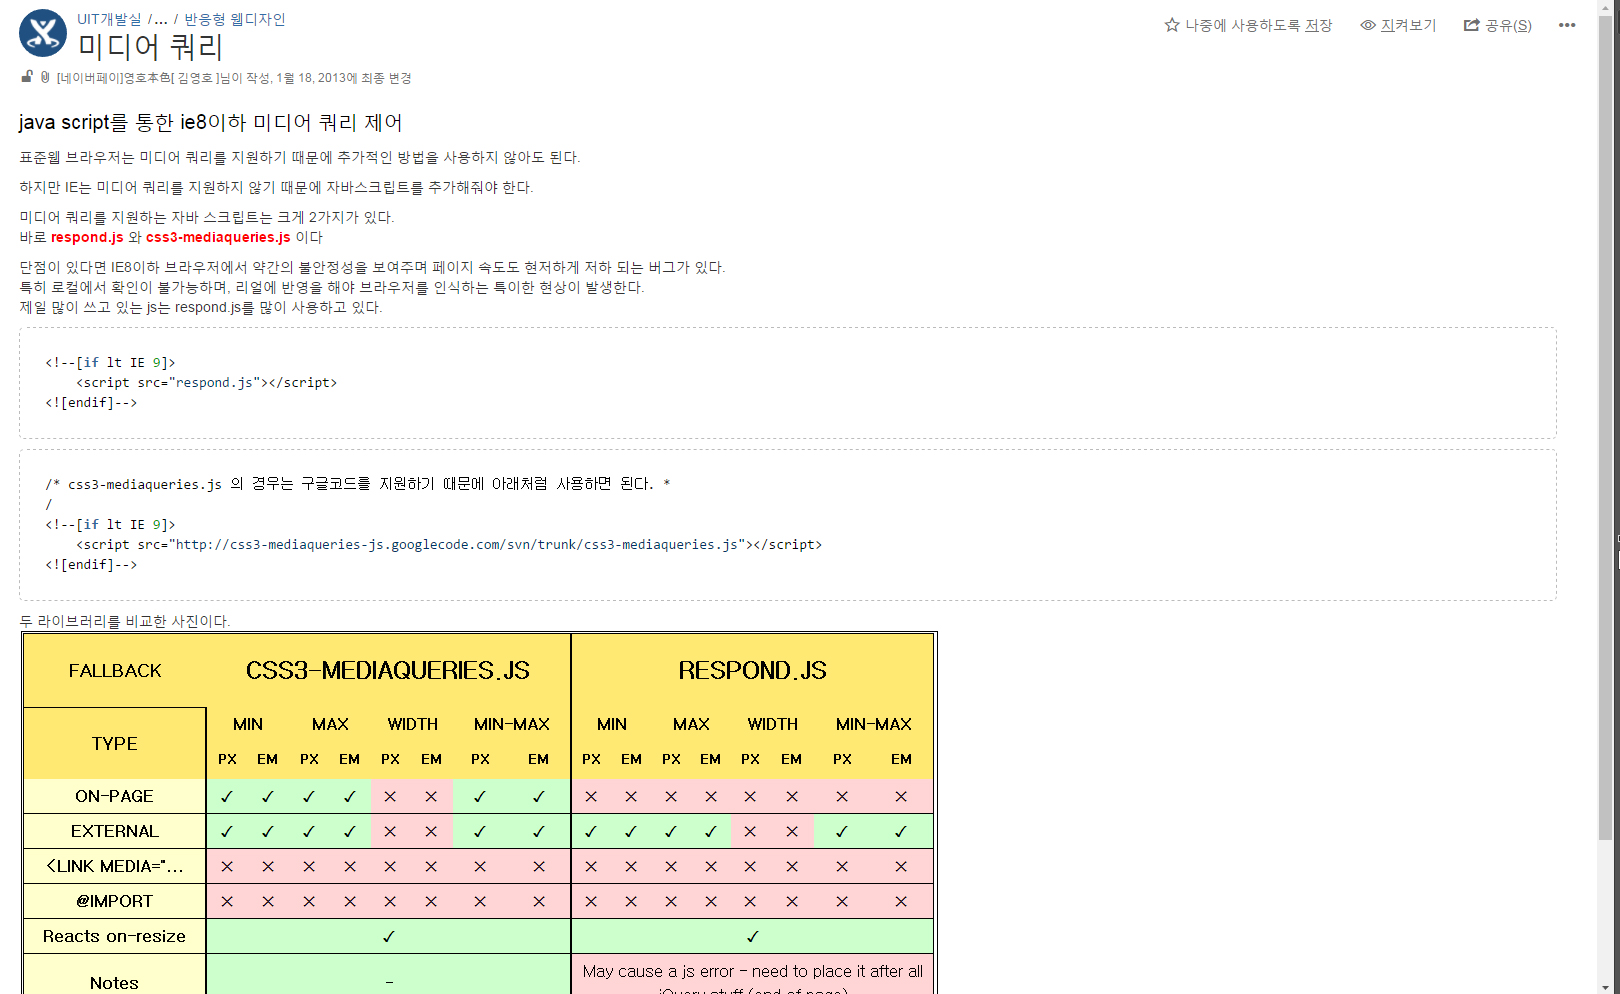 UIT개발실 /... / 반응형 웹디자인
미디어 쿼리
나중에 사용하도록 저장 지켜보기 공유(S) •••
[네이버페이]영호本色[ 김영호 ]님이 작성, 1월 18, 2013에 최종 변경
java script를 통한 ie8이하 미디어 쿼리 제어
표준웹 브라우저는 미디어 쿼리를 지원하기 때문에 추가적인 방법을 사용하지 않아도 된다.
하지만 IE는 미디어 쿼리를 지원하지 않기 때문에 자바스크립트를 추가해줘야 한다.
미디어 쿼리를 지원하는 자바 스크립트는 크게 2가지가 있다.
바로 respond.js 와 css3-mediaqueries.js 이다
단점이 있다면 IE8이하 브라우저에서 약간의 불안정성을 보여주며 페이지 속도도 현저하게 저하 되는 버그가 있다.
특히 로컬에서 확인이 불가능하며, 리얼에 반영을 해야 브라우저를 인식하는 특이한 현상이 발생한다.
제일 많이 쓰고 있는 js는 respond.js를 많이 사용하고 있다.
<!--[if lt IE 9]>
    <script src="respond.js"></script>
<![endif]-->
/* css3-mediaqueries.js 의 경우는 구글코드를 지원하기 때문에 아래처럼 사용하면 된다. *
/
<!--[if lt IE 9]>
    <script src="http://css3-mediaqueries-js.googlecode.com/svn/trunk/css3-mediaqueries.js"></script>
<![endif]-->
두 라이브러리를 비교한 사진이다.
FALLBACK CSS3-MEDIAQUERIES.JS RESPOND.JS
TYPE MIN MAX WIDTH MIN-MAX MIN MAX WIDTH MIN-MAX
PX EM PX EM PX EM PX EM PX EM PX EM PX EM PX EM
ON-PAGE ✓ ✓ ✓ ✓ × × ✓ ✓ × × × × × × × ×
EXTERNAL ✓ ✓ ✓ ✓ × × ✓ ✓ ✓ ✓ ✓ ✓ × × ✓ ✓
<LINK MEDIA="... × × × × × × × × × × × × × × × ×
@IMPORT × × × × × × × × × × × × × × × ×
Reacts on-resize ✓ ✓
Notes - May cause a js error - need to place it after all
jQuery stuff (end of page)